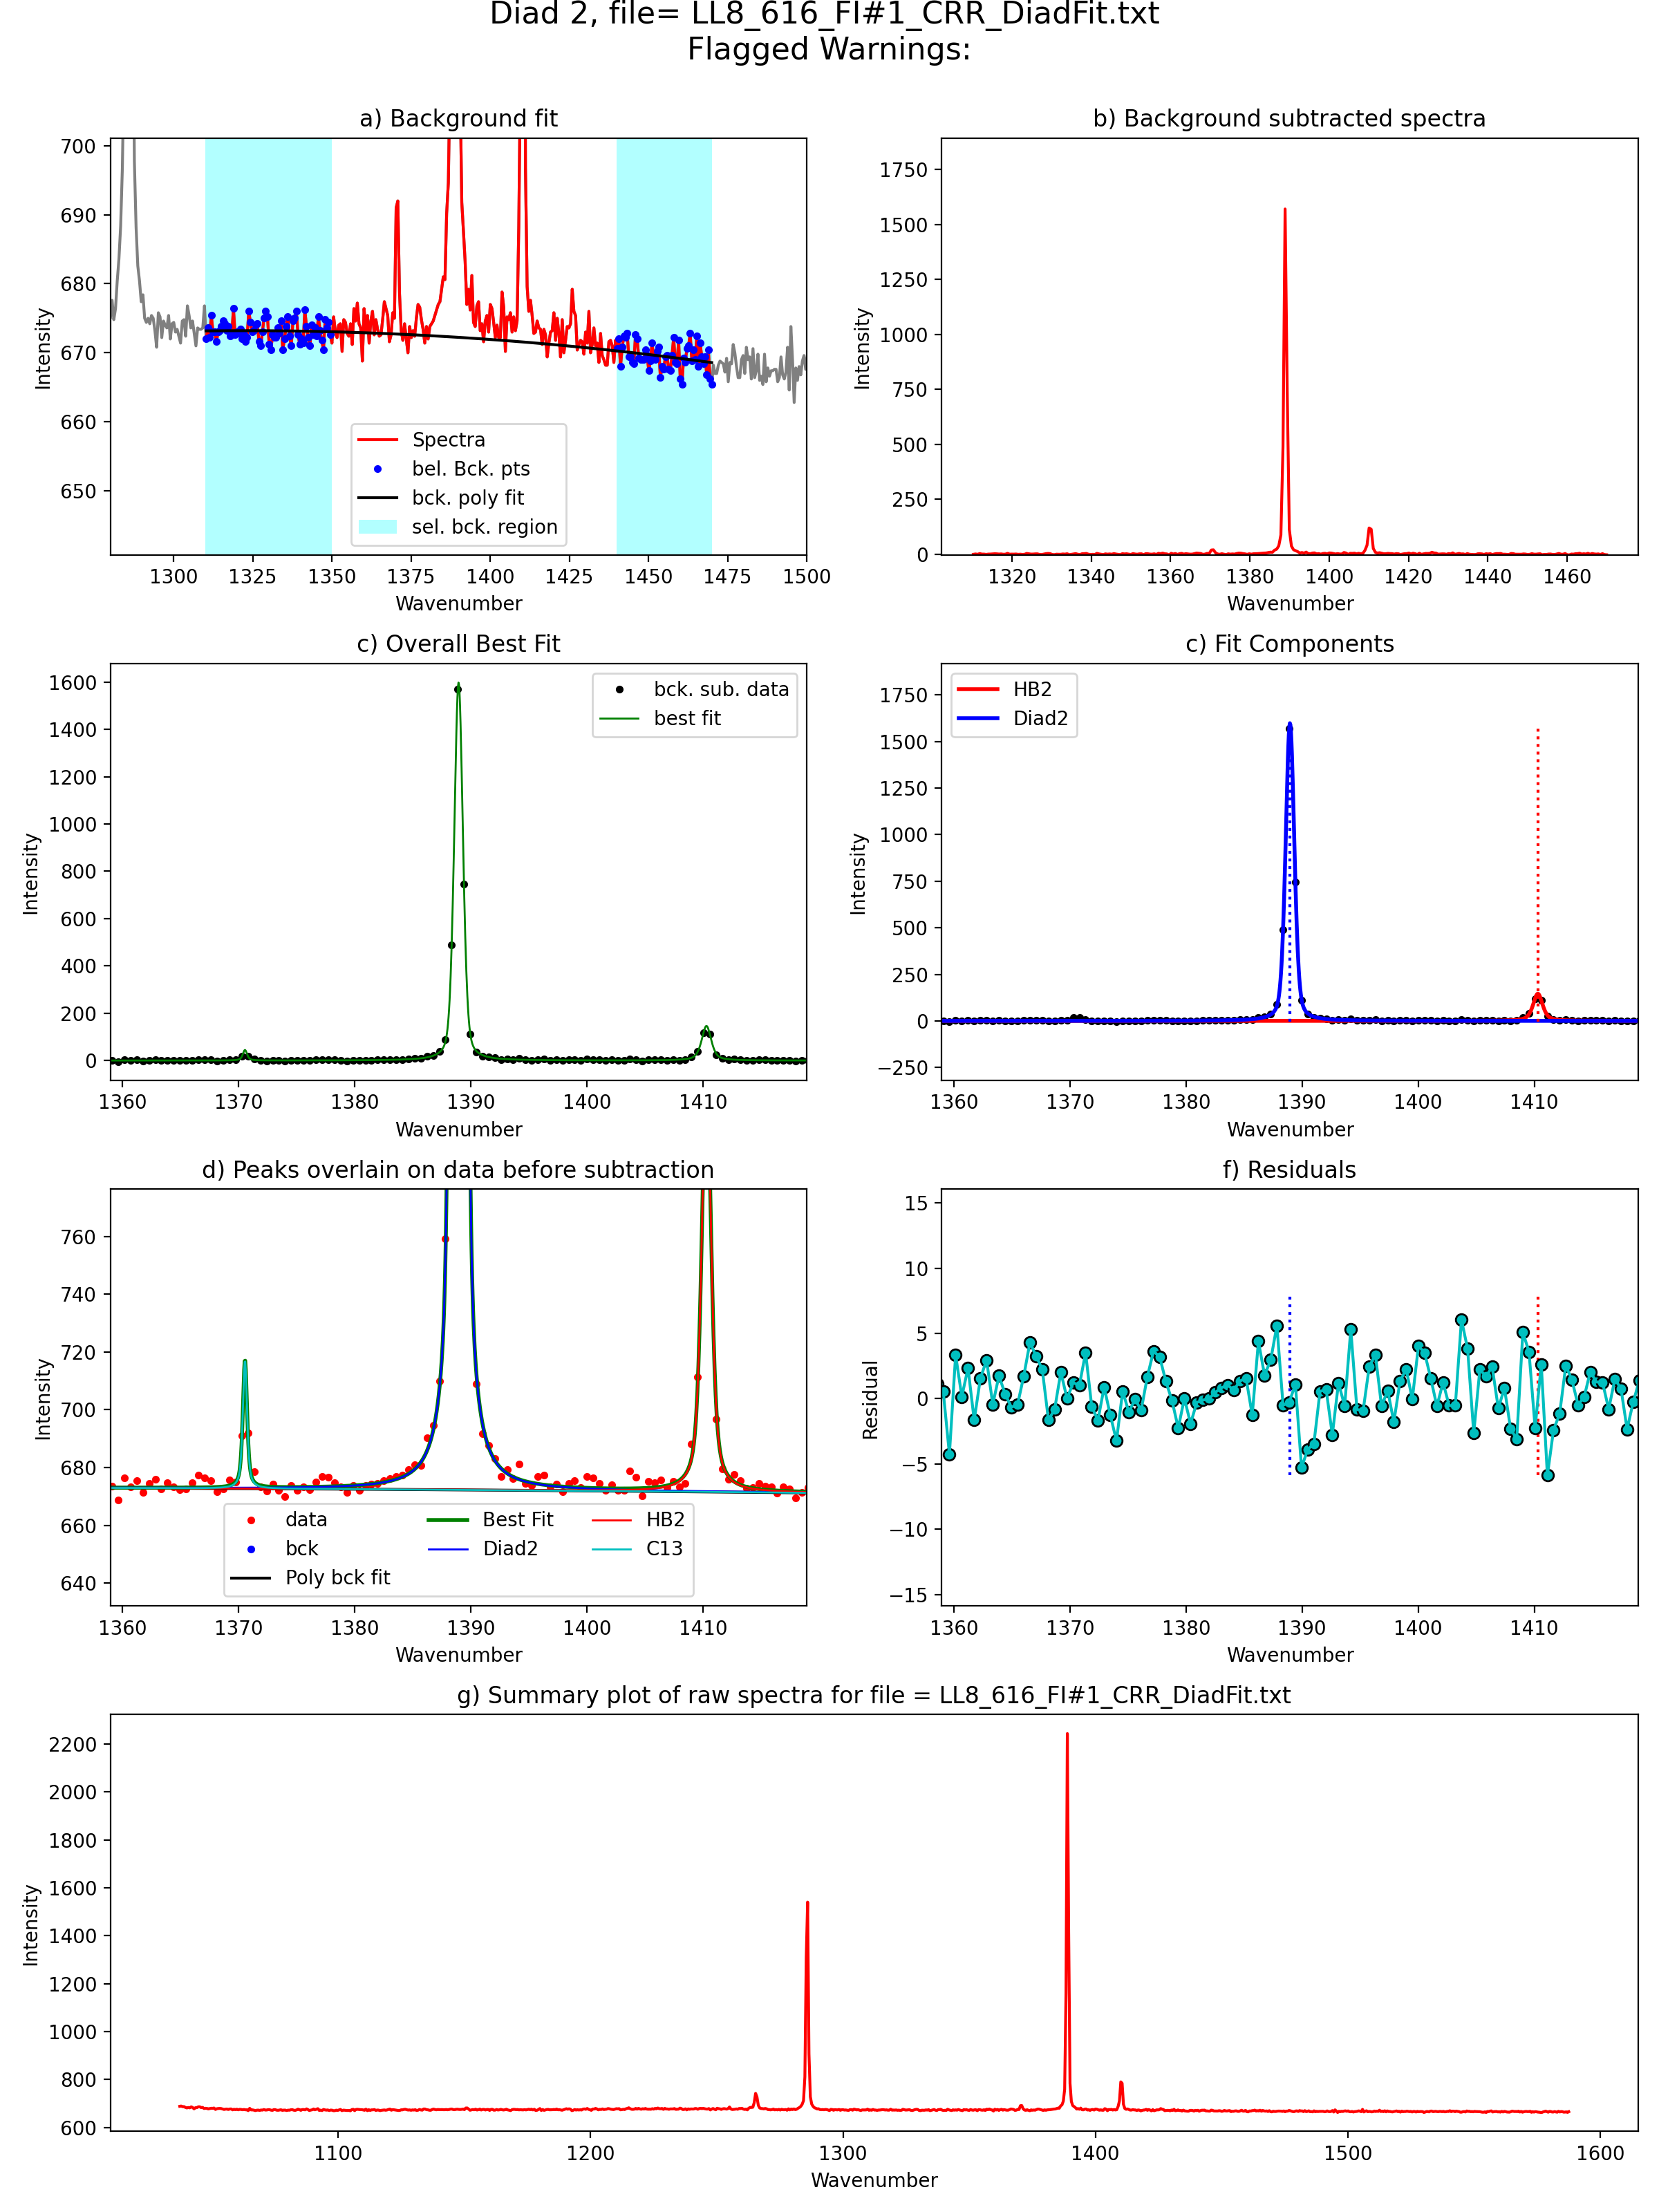 Diad 2, file= LL8_616_FI#1_CRR_DiadFit.txt
Flagged Warnings:
a) Background fit
700
690
680
670
660
650
Intensity
Spectra
bel. Bck. pts
bck. poly fit
sel. bck. region
1300 1325 1350 1375 1400 1425 1450 1475 1500
Wavenumber
b) Background subtracted spectra
1750
1500
1250
1000
750
500
250
0
Intensity
1320 1340 1360 1380 1400 1420 1440 1460
Wavenumber
c) Overall Best Fit
1600
1400
1200
1000
800
600
400
200
0
Intensity
bck. sub. data
best fit
1360 1370 1380 1390 1400 1410
Wavenumber
c) Fit Components
1750
1500
1250
1000
750
500
250
0
−250
Intensity
HB2
Diad2
1360 1370 1380 1390 1400 1410
Wavenumber
d) Peaks overlain on data before subtraction
760
740
720
700
680
660
640
Intensity
data
bck
Poly bck fit
Best Fit
Diad2
HB2
C13
1360 1370 1380 1390 1400 1410
Wavenumber
f) Residuals
15
10
5
0
−5
−10
−15
Residual
1360 1370 1380 1390 1400 1410
Wavenumber
g) Summary plot of raw spectra for file = LL8_616_FI#1_CRR_DiadFit.txt
2200
2000
1800
1600
1400
1200
1000
800
600
Intensity
1100 1200 1300 1400 1500 1600
Wavenumber